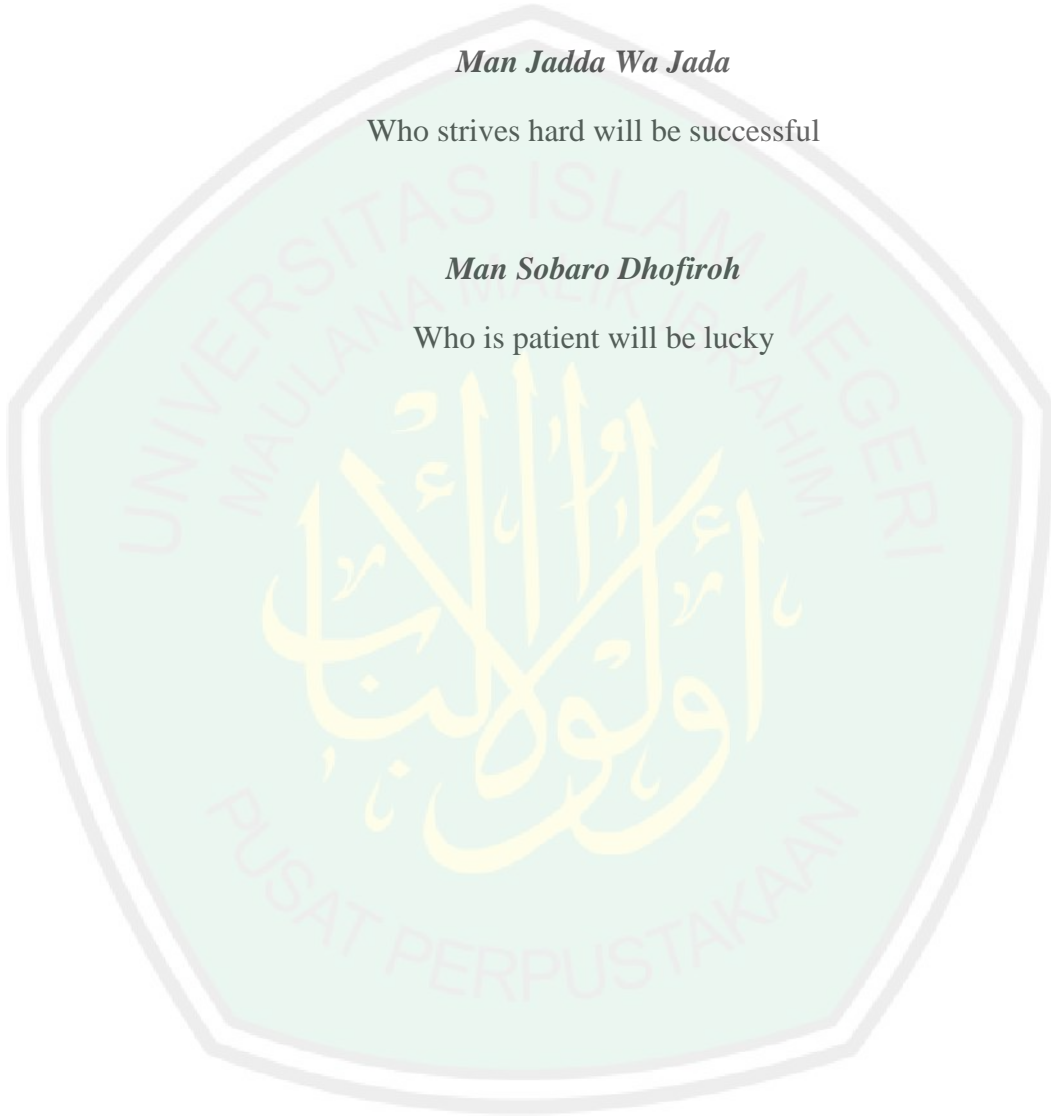 Man Jadda Wa Jada
Who strives hard will be successful
Man Sobaro Dhofiroh
Who is patient will be lucky
UNIVERSITAS ISLAM NEGERI
MAULANA MALIK IBRAHIM
أولوا الألباب
PUSAT PERPUSTAKAAN